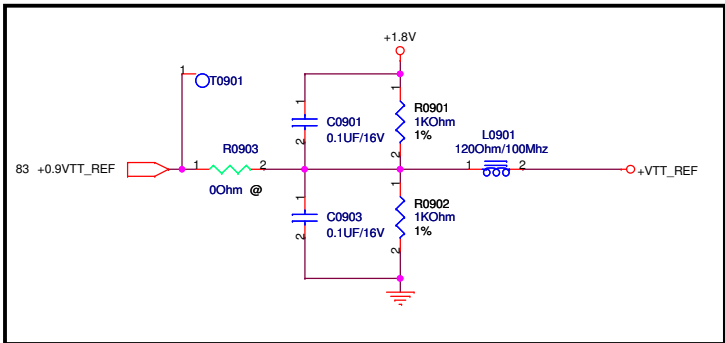 +1.8V
1
T0901
1
1
C0901
0.1UF/16V
2
R0901
1KOhm
1%
2
L0901
120Ohm/100Mhz
83 +0.9VTT_REF
1
R0903
2
0Ohm @
1
2
+VTT_REF
1
C0903
0.1UF/16V
2
1
R0902
1KOhm
1%
2